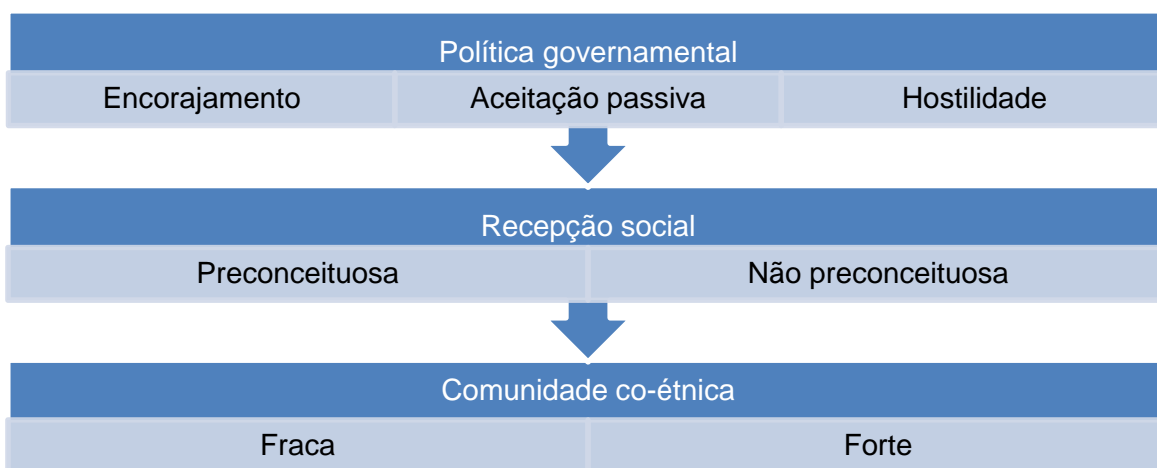 Política governamental
Encorajamento Aceitação passiva Hostilidade
Recepção social
Preconceituosa Não preconceituosa
Comunidade co-étnica
Fraca Forte